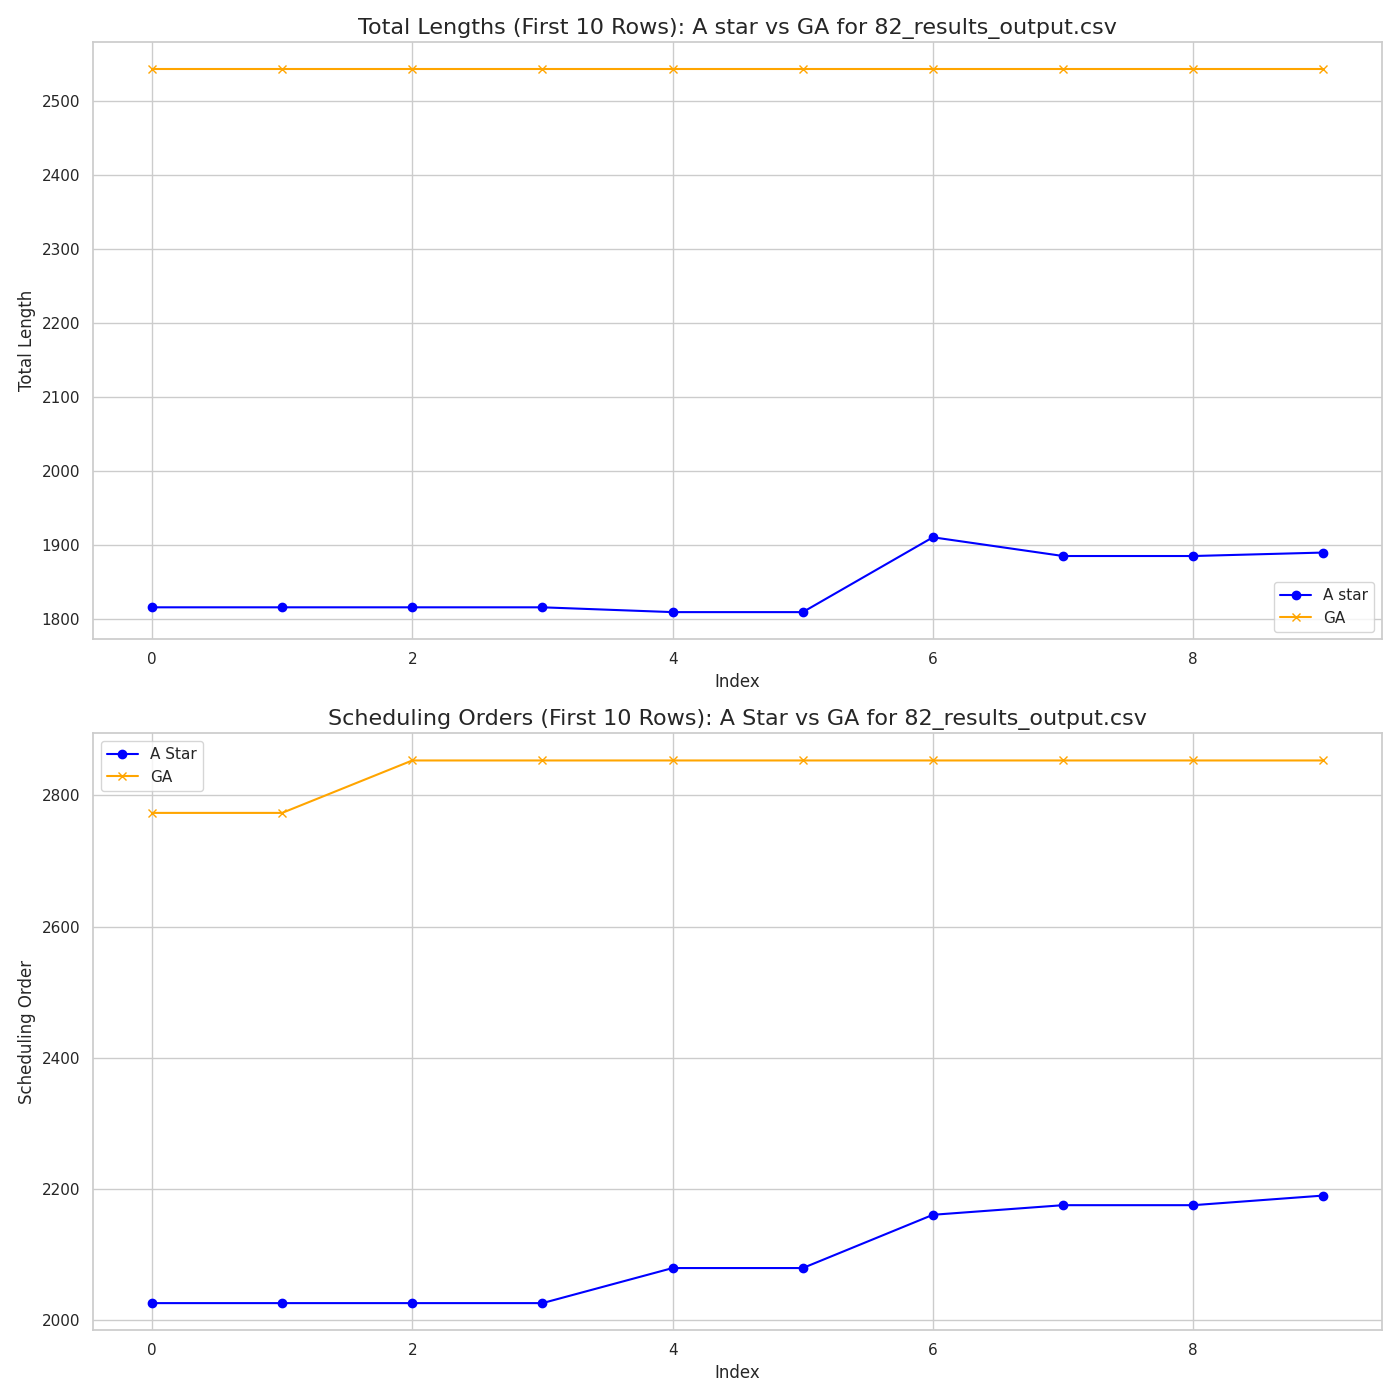 Total Lengths (First 10 Rows): A star vs GA for 82_results_output.csv
Total Length
2500
2400
2300
2200
2100
2000
1900
1800
A star
GA
0 2 4 6 8
Index
Scheduling Orders (First 10 Rows): A Star vs GA for 82_results_output.csv
A Star
GA
Scheduling Order
2800
2600
2400
2200
2000
0 2 4 6 8
Index